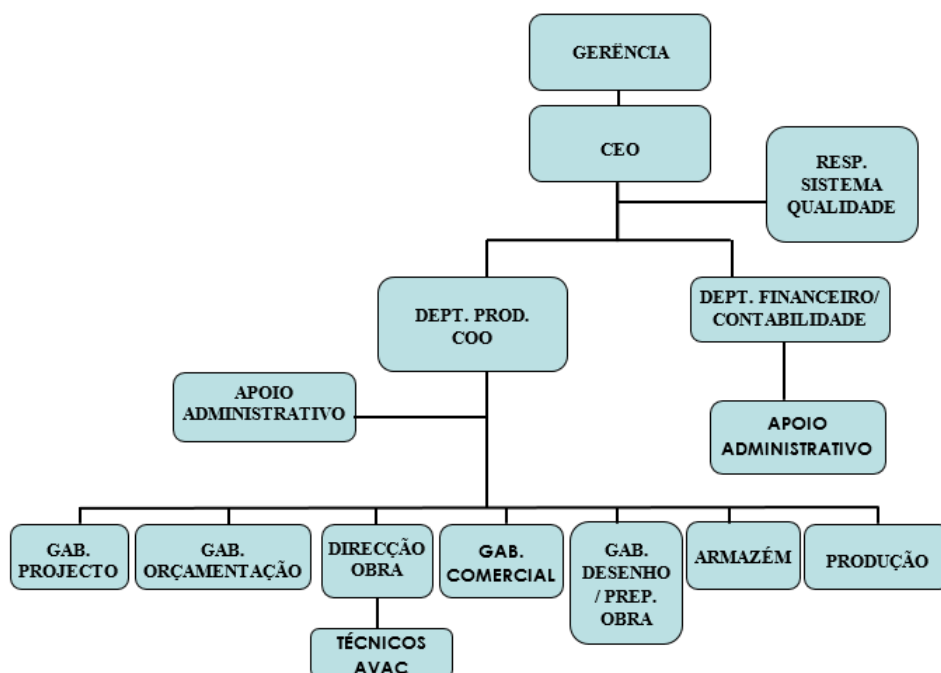 GERÊNCIA
CEO
RESP.
SISTEMA
QUALIDADE
DEPT. PROD.
COO
DEPT. FINANCEIRO/
CONTABILIDADE
APOIO
ADMINISTRATIVO
APOIO
ADMINISTRATIVO
GAB.
PROJECTO
GAB.
ORÇAMENTAÇÃO
DIRECÇÃO
OBRA
GAB.
COMERCIAL
GAB.
DESENHO
/ PREP.
OBRA
ARMAZÉM
PRODUÇÃO
TÉCNICOS
AVAC